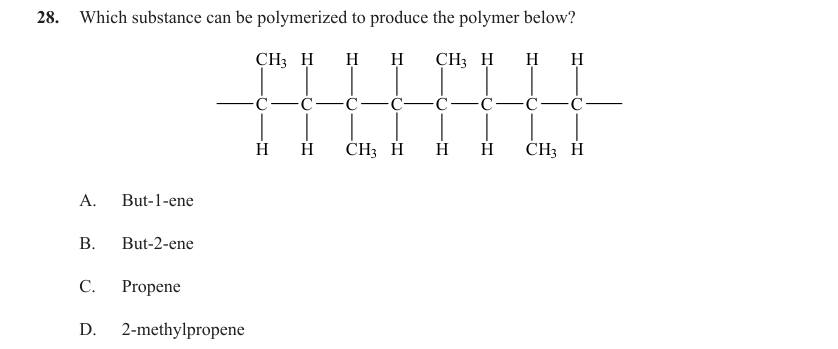 28. Which substance can be polymerized to produce the polymer below?
CH3 H H H CH3 H H H
C C C C C C C C
H H CH3 H H H CH3 H
A. But-1-ene
B. But-2-ene
C. Propene
D. 2-methylpropene